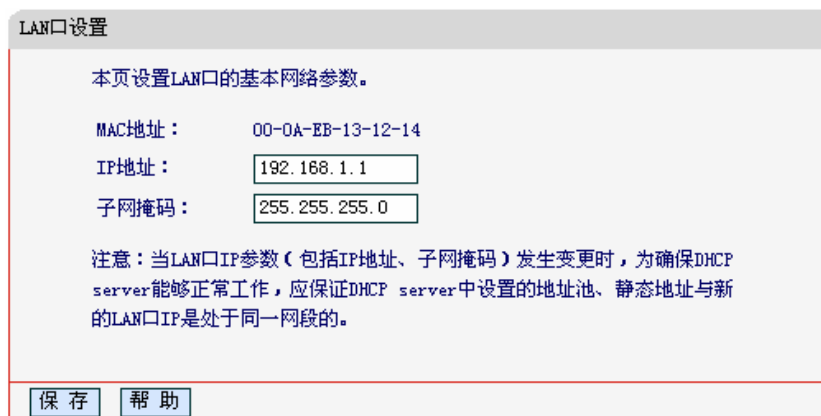 LAN口设置
本页设置LAN口的基本网络参数。
MAC地址： 00-0A-EB-13-12-14
IP地址： 192.168.1.1
子网掩码： 255.255.255.0
注意：当LAN口IP参数（包括IP地址、子网掩码）发生变更时，为确保DHCP
server能够正常工作，应保证DHCP server中设置的地址池、静态地址与新
的LAN口IP是处于同一网段的。
保 存 帮 助